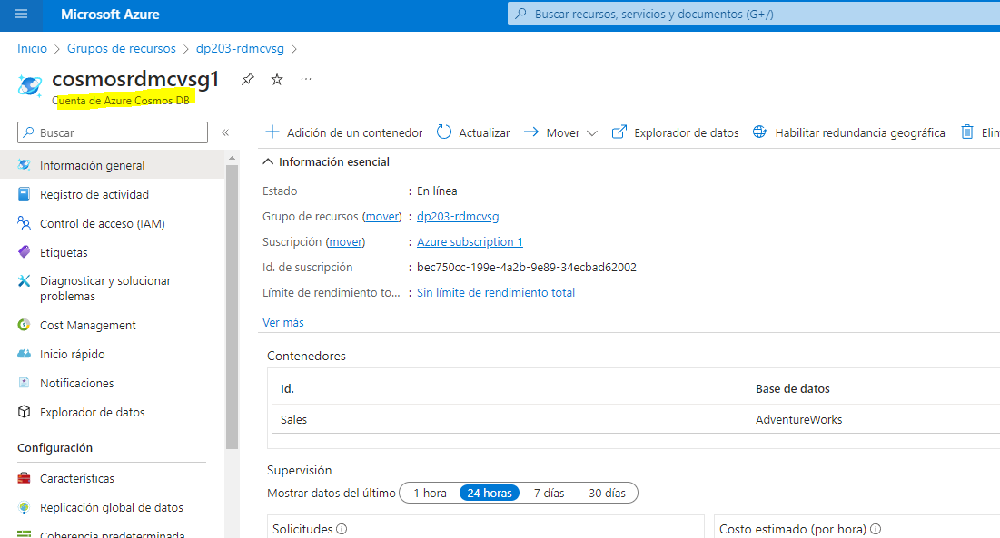 Microsoft Azure
Buscar recursos, servicios y documentos (G+/)
Inicio > Grupos de recursos > dp203-rdmcvsg >
cosmosrdmcvsg1
Cuenta de Azure Cosmos DB
Buscar
Adición de un contenedor
Actualizar
Mover
Explorador de datos
Habilitar redundancia geográfica
Elim
Información general
Registro de actividad
Control de acceso (IAM)
Etiquetas
Diagnosticar y solucionar
problemas
Cost Management
Inicio rápido
Notificaciones
Explorador de datos
Configuración
Características
Replicación global de datos
Coherencia predeterminada
Información esencial
Estado : En línea
Grupo de recursos (mover) : dp203-rdmcvsg
Suscripción (mover) : Azure subscription 1
Id. de suscripción : bec750cc-199e-4a2b-9e89-34ecbad62002
Límite de rendimiento to... : Sin límite de rendimiento total
Ver más
Contenedores
Id. Base de datos
Sales AdventureWorks
Supervisión
Mostrar datos del último 1 hora 24 horas 7 días 30 días
Solicitudes
Costo estimado (por hora)